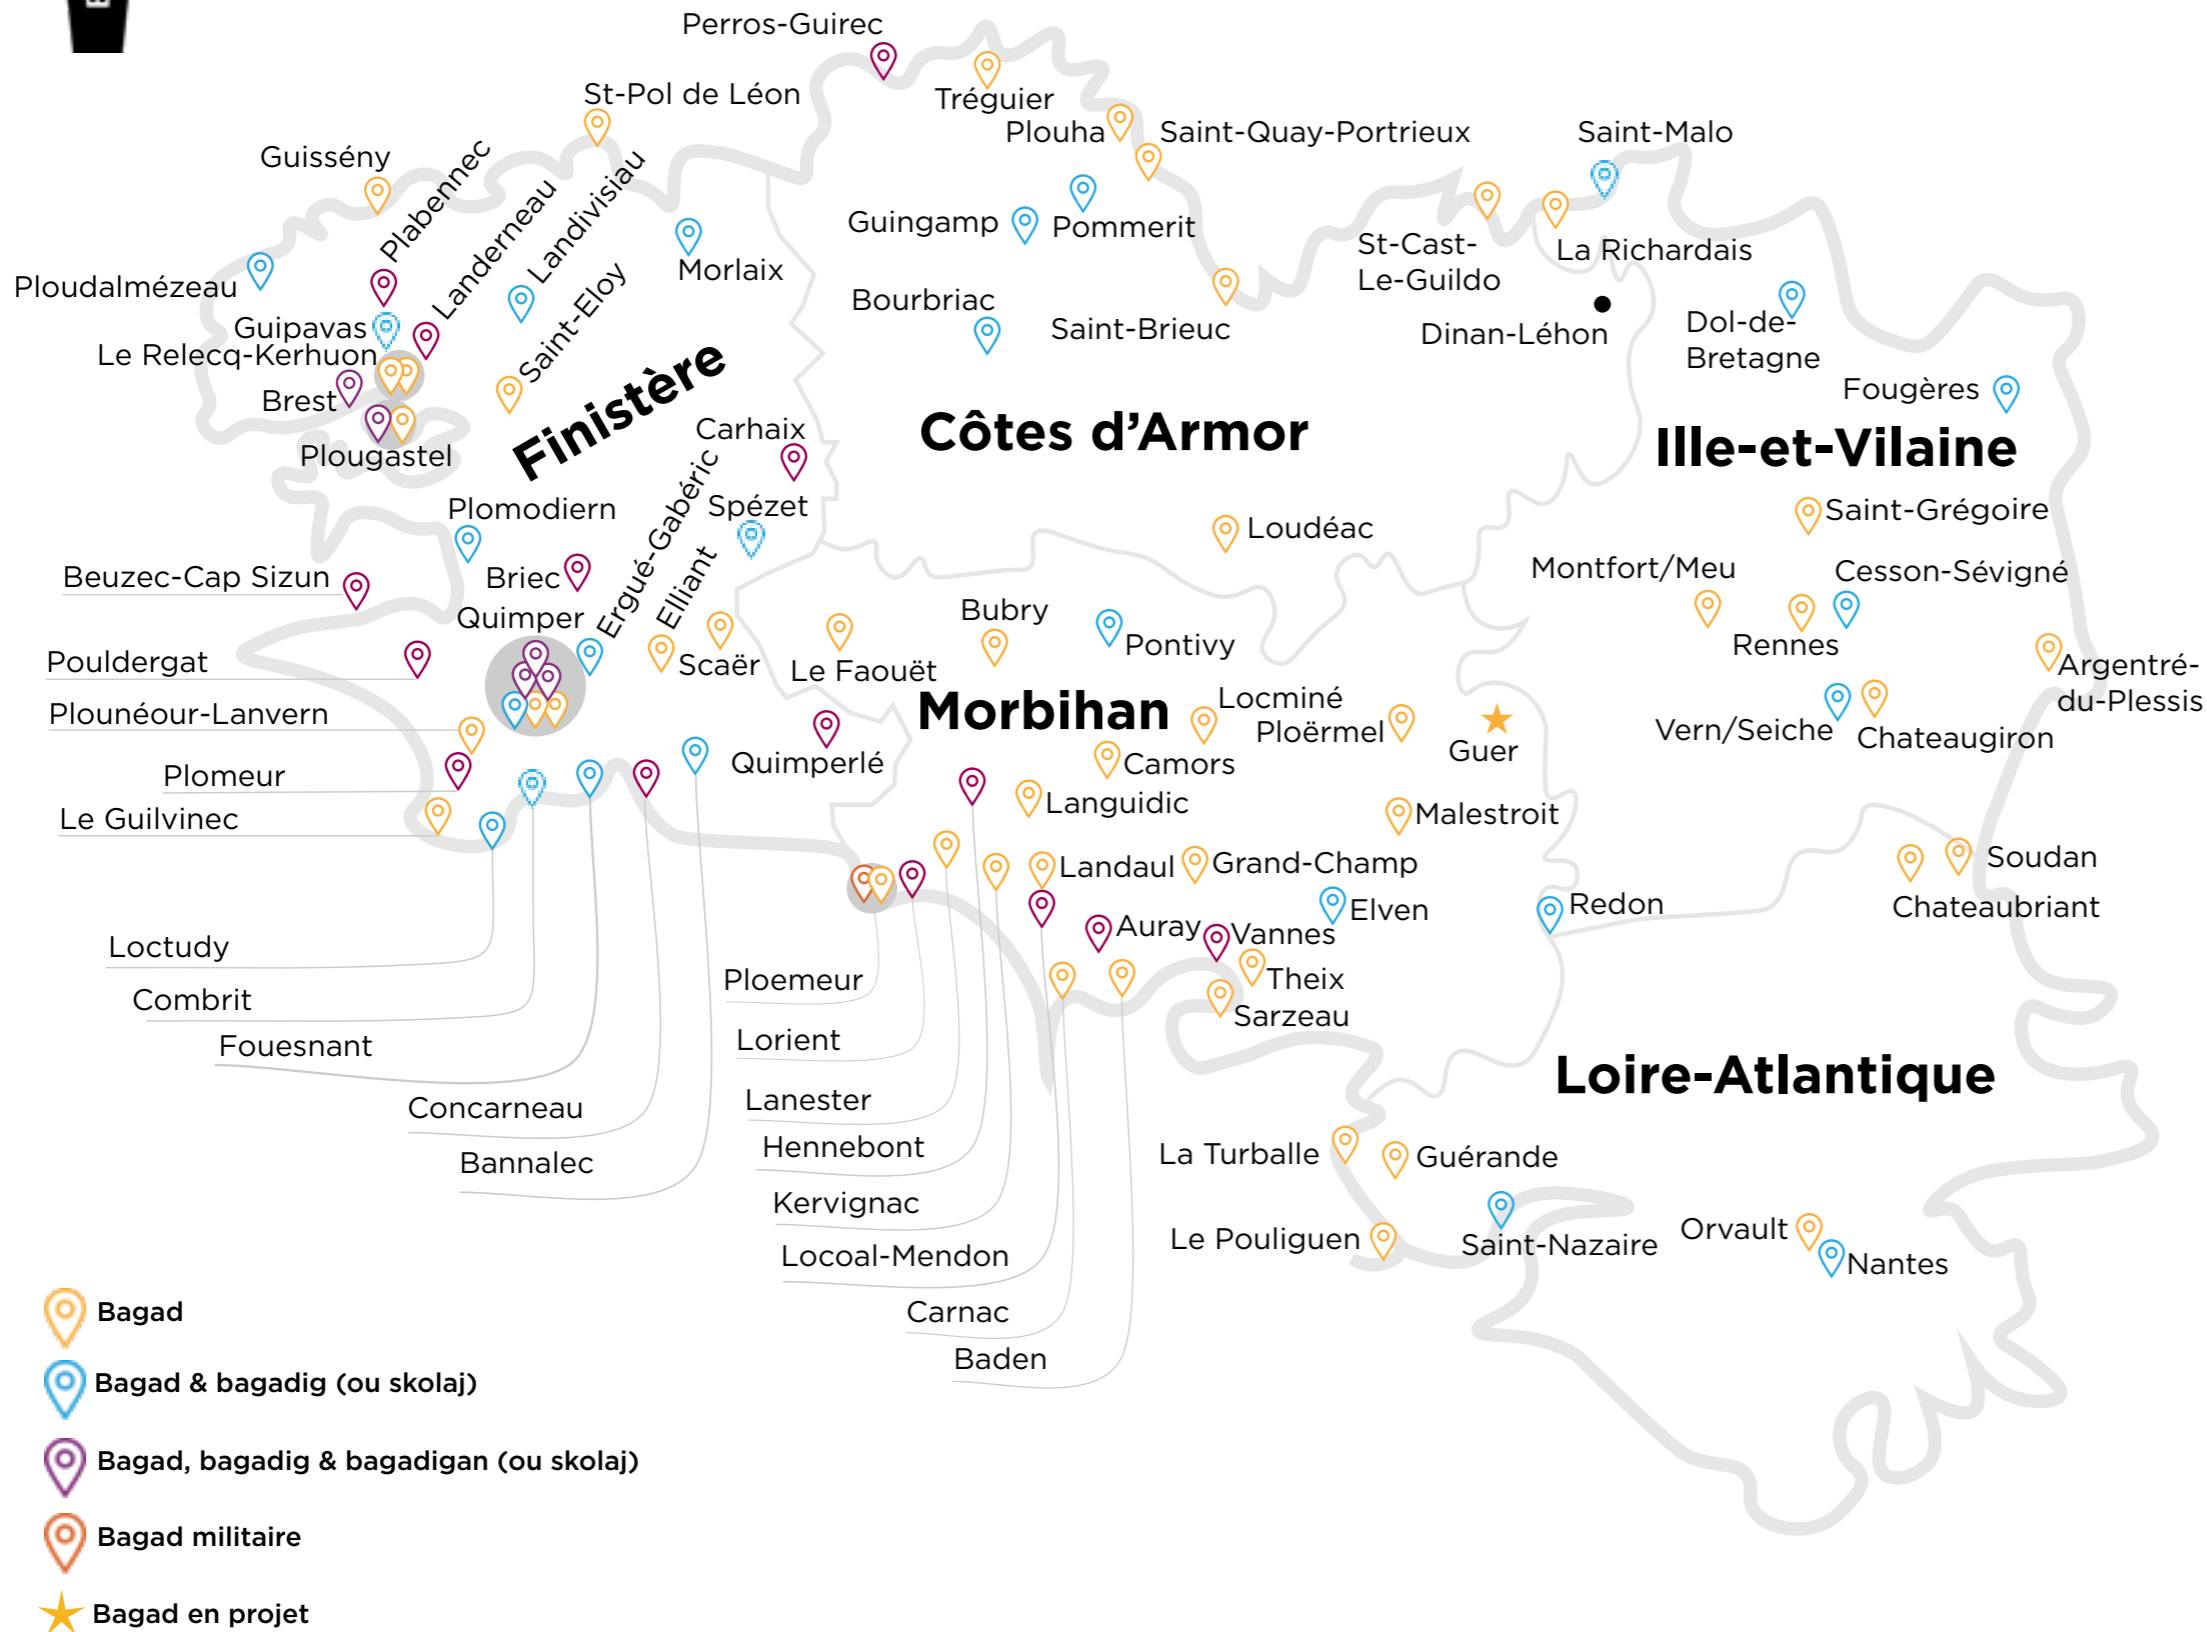 Perros-Guirec
St-Pol de Léon
Tréguier
Plouha
Saint-Quay-Portrieux
Saint-Malo
Guissény
Plabennec
Landerneau
Landivisiau
Saint-Eloy
Morlaix
Guingamp
Pommerit
St-Cast-
Le-Guildo
La Richardais
Ploudalmézeau
Guipavas
Le Relecq-Kerhuon
Brest
Plougastel
Bourbriac
Saint-Brieuc
Dinan-Léhon
Dol-de-
Bretagne
Fougères
Finistère
Côtes d'Armor
Ille-et-Vilaine
Carhaix
Spézet
Ergué-Gabéric
Elliant
Plomodiern
Briec
Quimper
Beuzec-Cap Sizun
Pouldergat
Plounéour-Lanvern
Plomeur
Le Guilvinec
Scaër
Le Faouët
Bubry
Pontivy
Loudéac
Saint-Grégoire
Montfort/Meu
Cesson-Sévigné
Rennes
Argentré-
du-Plessis
Vern/Seiche
Chateaugiron
Morbihan
Locminé
Ploërmel
Guer
Quimperlé
Camors
Languidic
Malestroit
Landaul
Grand-Champ
Elven
Redon
Soudan
Chateaubriant
Auray
Vannes
Theix
Sarzeau
Loctudy
Combrit
Fouesnant
Concarneau
Bannalec
Ploemeur
Lorient
Lanester
Hennebont
Kervignac
Locoal-Mendon
Carnac
Baden
Loire-Atlantique
La Turballe
Guérande
Le Pouliguen
Saint-Nazaire
Orvault
Nantes
Bagad
Bagad & bagadig (ou skolaj)
Bagad, bagadig & bagadigan (ou skolaj)
Bagad militaire
Bagad en projet